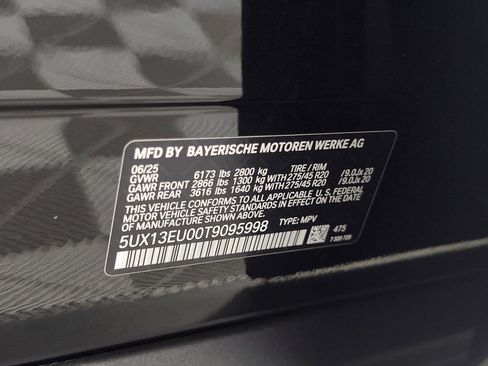 MFD BY BAYERISCHE MOTOREN WERKE AG
06/25 TIRE / RIM
GVWR 6173 lbs 2800 kg
GAWR FRONT 2866 lbs 1300 kg WITH 275/45 R20 /9.0Jx 20
GAWR REAR 3616 lbs 1640 kg WITH 275/45 R20 /9.0Jx 20
THIS VEHICLE CONFORMS TO ALL APPLICABLE U.S. FEDERAL
MOTOR VEHICLE SAFETY STANDARDS IN EFFECT ON THE DATE
OF MANUFACTURE SHOWN ABOVE.
5UX13EU00T9095998 TYPE: MPV 475